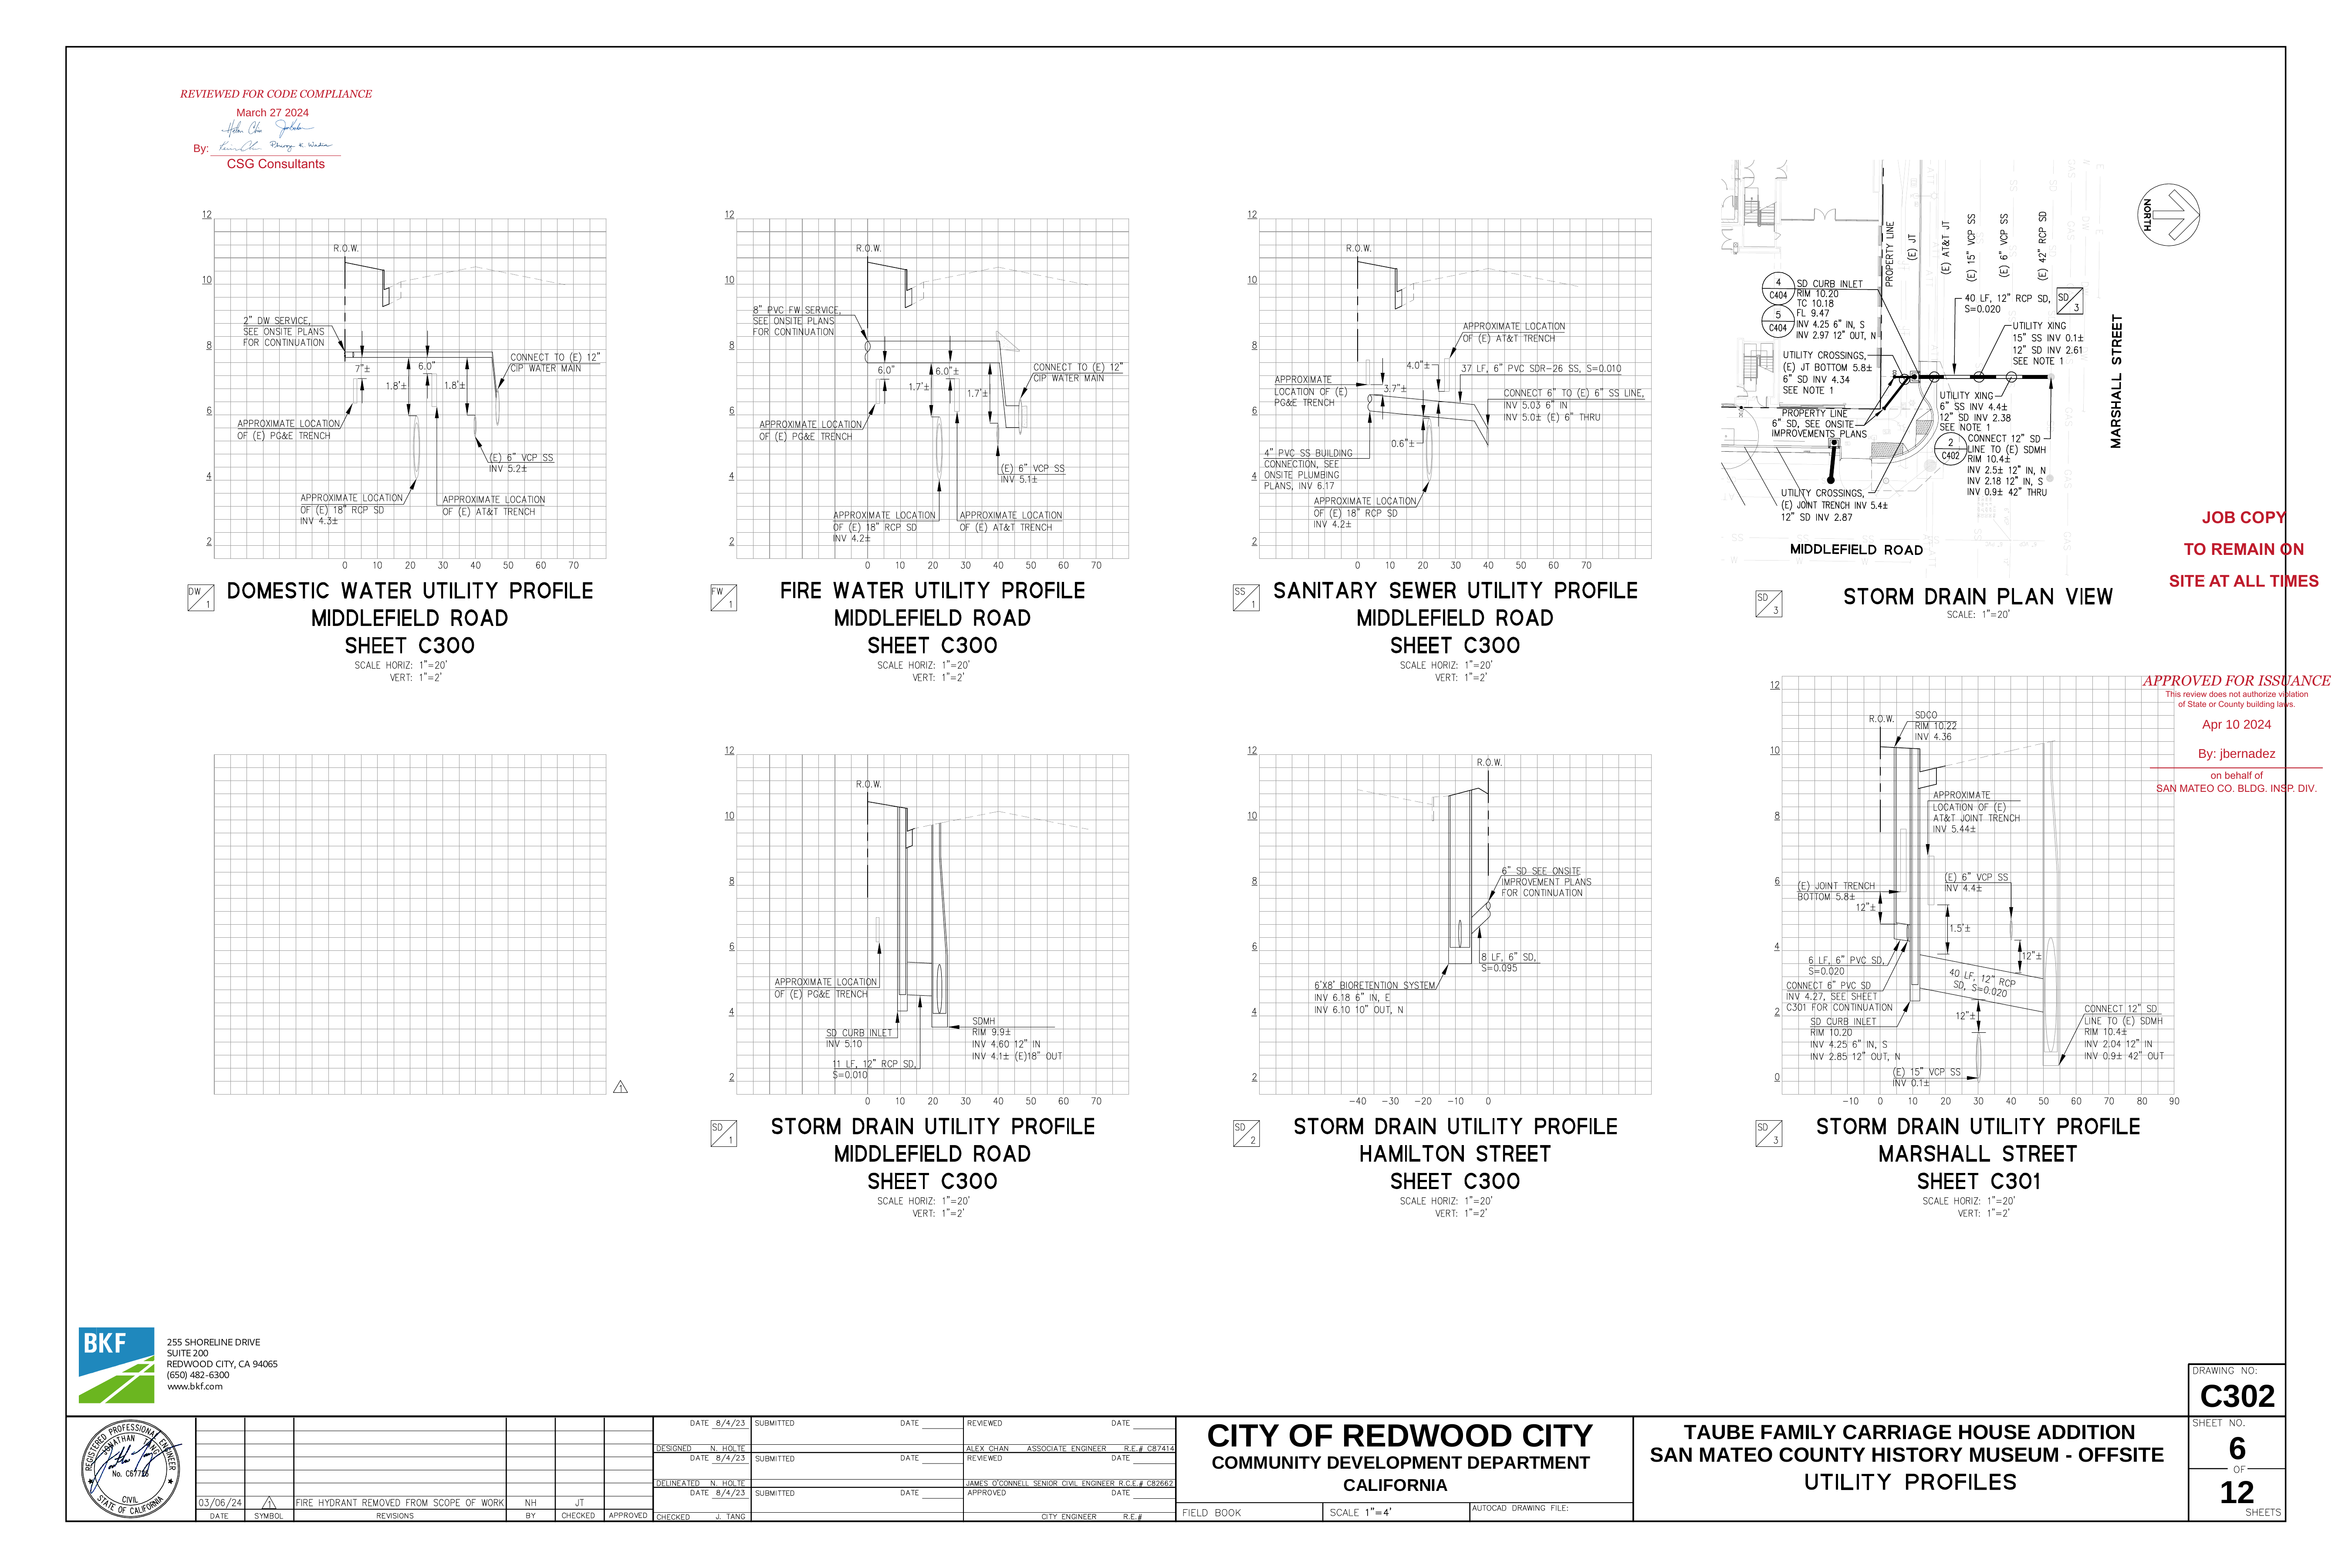 REVIEWED FOR CODE COMPLIANCE
March 27 2024
By:
CSG Consultants
12
10
8
6
4
2
R.O.W.
2" DW SERVICE,
SEE ONSITE PLANS
FOR CONTINUATION
7"±
1.8'±
6.0"
1.8'±
CONNECT TO (E) 12"
CIP WATER MAIN
APPROXIMATE LOCATION
OF (E) PG&E TRENCH
(E) 6" VCP SS
INV 5.2±
APPROXIMATE LOCATION
OF (E) 18" RCP SD
INV 4.3±
APPROXIMATE LOCATION
OF (E) AT&T TRENCH
0 10 20 30 40 50 60 70
DW
1
DOMESTIC WATER UTILITY PROFILE
MIDDLEFIELD ROAD
SHEET C300
SCALE HORIZ: 1"=20'
VERT: 1"=2'
12
10
8
6
4
2
R.O.W.
8" PVC FW SERVICE,
SEE ONSITE PLANS
FOR CONTINUATION
6.0"
1.7'±
6.0"±
1.7'±
CONNECT TO (E) 12"
CIP WATER MAIN
APPROXIMATE LOCATION
OF (E) PG&E TRENCH
(E) 6" VCP SS
INV 5.1±
APPROXIMATE LOCATION
OF (E) 18" RCP SD
INV 4.2±
APPROXIMATE LOCATION
OF (E) AT&T TRENCH
0 10 20 30 40 50 60 70
FW
1
FIRE WATER UTILITY PROFILE
MIDDLEFIELD ROAD
SHEET C300
SCALE HORIZ: 1"=20'
VERT: 1"=2'
12
10
8
6
4
2
R.O.W.
APPROXIMATE LOCATION
OF (E) AT&T TRENCH
4.0"±
37 LF, 6" PVC SDR-26 SS, S=0.010
APPROXIMATE
LOCATION OF (E)
PG&E TRENCH
3.7"±
CONNECT 6" TO (E) 6" SS LINE,
INV 5.03 6" IN
INV 5.0± (E) 6" THRU
0.6"±
4" PVC SS BUILDING
CONNECTION, SEE
ONSITE PLUMBING
PLANS, INV 6.17
APPROXIMATE LOCATION
OF (E) 18" RCP SD
INV 4.2±
0 10 20 30 40 50 60 70
SS
1
SANITARY SEWER UTILITY PROFILE
MIDDLEFIELD ROAD
SHEET C300
SCALE HORIZ: 1"=20'
VERT: 1"=2'
NORTH
PROPERTY LINE
(E) JT
(E) AT&T JT
(E) 15" VCP SS
(E) 6" VCP SS
(E) 42" RCP SD
4
C404
5
C404
SD CURB INLET
RIM 10.20
TC 10.18
FL 9.47
INV 4.25 6" IN, S
INV 2.97 12" OUT, N
40 LF, 12" RCP SD,
S=0.020
SD
3
UTILITY XING
15" SS INV 0.1±
12" SD INV 2.61
SEE NOTE 1
UTILITY CROSSINGS,
(E) JT BOTTOM 5.8±
6" SD INV 4.34
SEE NOTE 1
MARSHALL STREET
UTILITY XING
6" SS INV 4.4±
12" SD INV 2.38
SEE NOTE 1
PROPERTY LINE
6" SD, SEE ONSITE
IMPROVEMENTS PLANS
2
C402
CONNECT 12" SD
LINE TO (E) SDMH
RIM 10.4±
INV 2.5± 12" IN, N
INV 2.18 12" IN, S
INV 0.9± 42" THRU
UTILITY CROSSINGS,
(E) JOINT TRENCH INV 5.4±
12" SD INV 2.87
MIDDLEFIELD ROAD
SD
3
STORM DRAIN PLAN VIEW
SCALE: 1"=20'
JOB COPY
TO REMAIN ON
SITE AT ALL TIMES
1
12
10
8
6
4
2
R.O.W.
APPROXIMATE LOCATION
OF (E) PG&E TRENCH
SD CURB INLET
INV 5.10
11 LF, 12" RCP SD,
S=0.010
SDMH
RIM 9.9±
INV 4.60 12" IN
INV 4.1± (E)18" OUT
0 10 20 30 40 50 60 70
SD
1
STORM DRAIN UTILITY PROFILE
MIDDLEFIELD ROAD
SHEET C300
SCALE HORIZ: 1"=20'
VERT: 1"=2'
12
10
8
6
4
2
R.O.W.
6" SD SEE ONSITE
IMPROVEMENT PLANS
FOR CONTINUATION
8 LF, 6" SD,
S=0.095
6'X8' BIORETENTION SYSTEM
INV 6.18 6" IN, E
INV 6.10 10" OUT, N
-40 -30 -20 -10 0
SD
2
STORM DRAIN UTILITY PROFILE
HAMILTON STREET
SHEET C300
SCALE HORIZ: 1"=20'
VERT: 1"=2'
12
10
8
6
4
2
0
R.O.W.
SDCO
RIM 10.22
INV 4.36
APPROXIMATE
LOCATION OF (E)
AT&T JOINT TRENCH
INV 5.44±
(E) JOINT TRENCH
BOTTOM 5.8±
12"±
(E) 6" VCP SS
INV 4.4±
1.5'±
12"±
6 LF, 6" PVC SD,
S=0.020
40 LF, 12" RCP
SD, S=0.020
CONNECT 6" PVC SD
INV 4.27, SEE SHEET
C301 FOR CONTINUATION
12"±
SD CURB INLET
RIM 10.20
INV 4.25 6" IN, S
INV 2.85 12" OUT, N
CONNECT 12" SD
LINE TO (E) SDMH
RIM 10.4±
INV 2.04 12" IN
INV 0.9± 42" OUT
(E) 15" VCP SS
INV 0.1±
-10 0 10 20 30 40 50 60 70 80 90
SD
3
STORM DRAIN UTILITY PROFILE
MARSHALL STREET
SHEET C301
SCALE HORIZ: 1"=20'
VERT: 1"=2'
APPROVED FOR ISSUANCE
This review does not authorize violation
of State or County building laws.
Apr 10 2024
By: jbernadez
on behalf of
SAN MATEO CO. BLDG. INSP. DIV.
BKF
255 SHORELINE DRIVE
SUITE 200
REDWOOD CITY, CA 94065
(650) 482-6300
www.bkf.com
REGISTERED PROFESSIONAL ENGINEER
JONATHAN TANG
No. C67726
CIVIL
STATE OF CALIFORNIA
03/06/24 1 FIRE HYDRANT REMOVED FROM SCOPE OF WORK NH JT
DATE SYMBOL REVISIONS BY CHECKED APPROVED
DATE 8/4/23
DESIGNED N. HOLTE
DATE 8/4/23
DELINEATED N. HOLTE
DATE 8/4/23
CHECKED J. TANG
SUBMITTED DATE
SUBMITTED DATE
SUBMITTED DATE
REVIEWED DATE
ALEX CHAN ASSOCIATE ENGINEER R.E.# C87414
REVIEWED DATE
JAMES O'CONNELL SENIOR CIVIL ENGINEER R.C.E.# C82662
APPROVED DATE
CITY ENGINEER R.E.#
CITY OF REDWOOD CITY
COMMUNITY DEVELOPMENT DEPARTMENT
CALIFORNIA
FIELD BOOK
SCALE 1"=4'
AUTOCAD DRAWING FILE:
TAUBE FAMILY CARRIAGE HOUSE ADDITION
SAN MATEO COUNTY HISTORY MUSEUM - OFFSITE
UTILITY PROFILES
DRAWING NO:
C302
SHEET NO.
6
OF
12
SHEETS